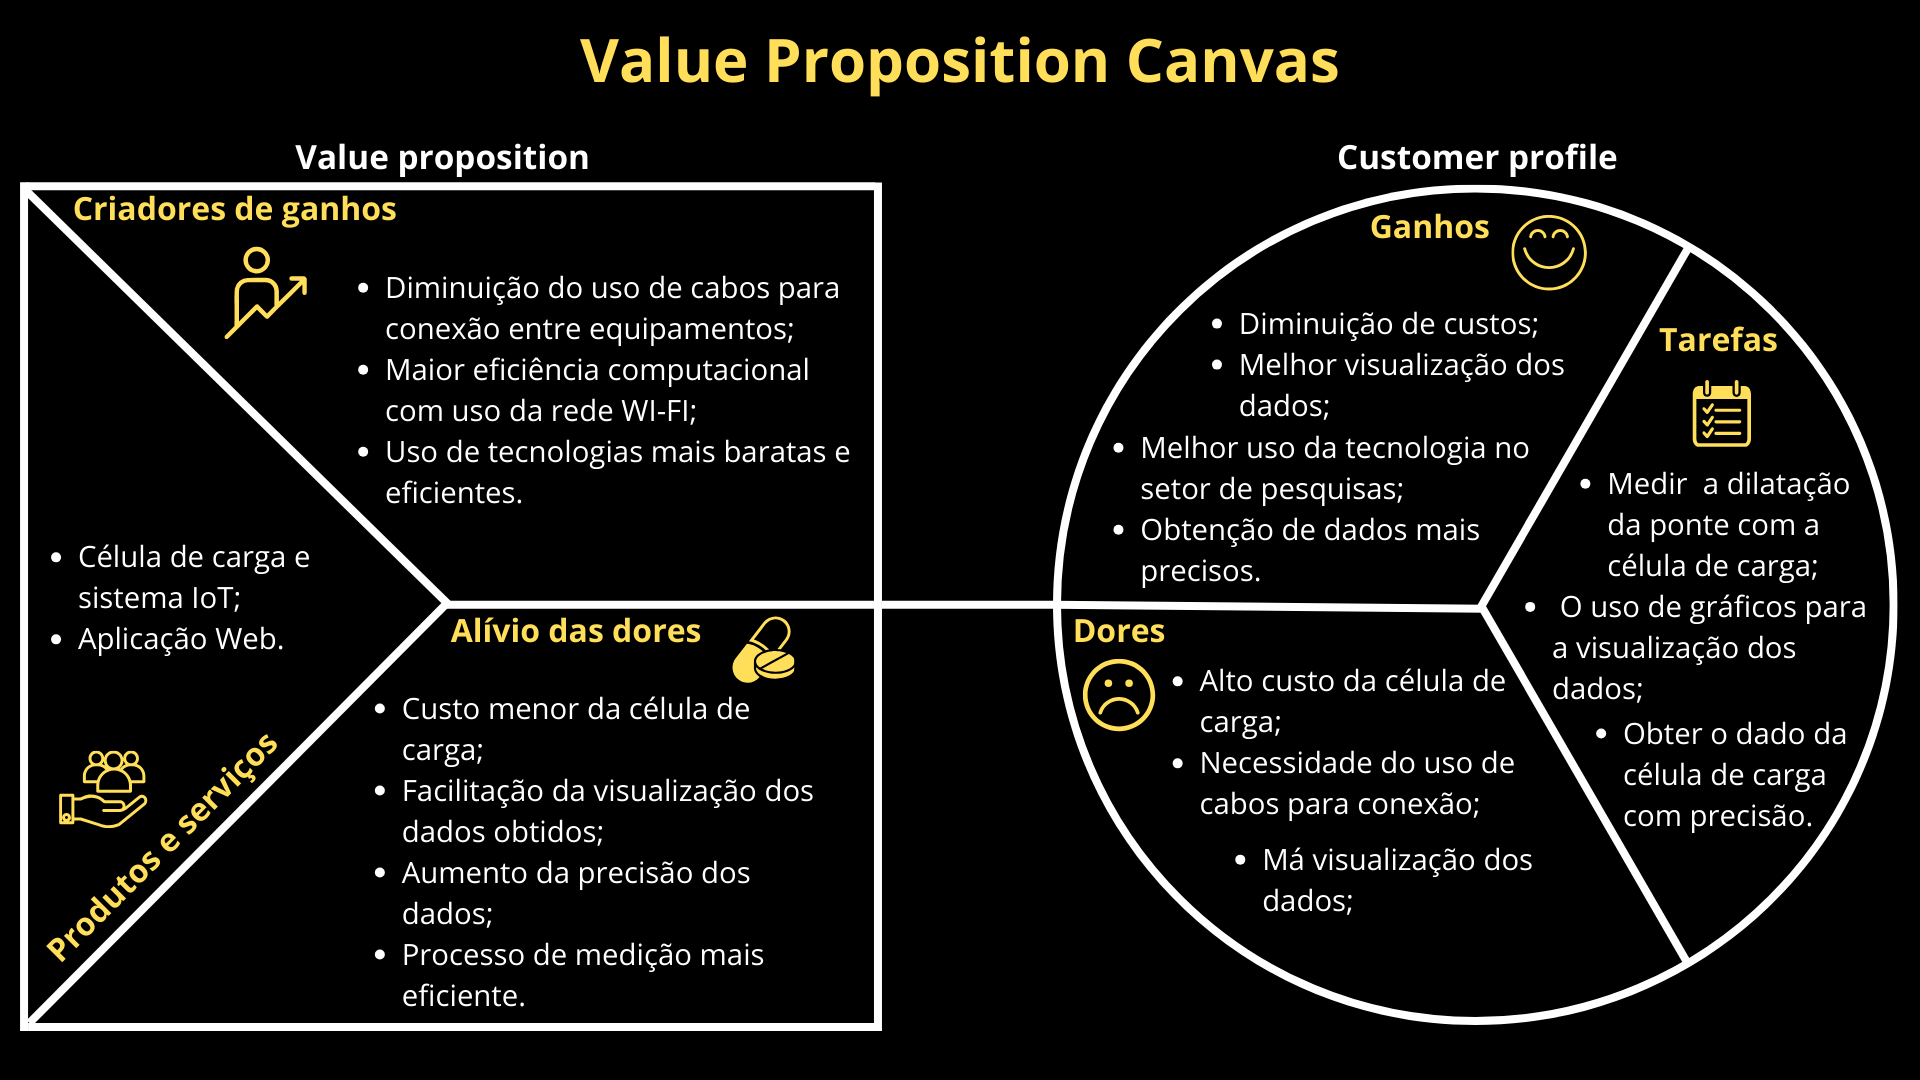 Value Proposition Canvas
Value proposition
Criadores de ganhos
• Diminuição do uso de cabos para
conexão entre equipamentos;
• Maior eficiência computacional
com uso da rede WI-FI;
• Uso de tecnologias mais baratas e
eficientes.
• Célula de carga e
sistema IoT;
• Aplicação Web.
Produtos e serviços
Alívio das dores
• Custo menor da célula de
carga;
• Facilitação da visualização dos
dados obtidos;
• Aumento da precisão dos
dados;
• Processo de medição mais
eficiente.
Customer profile
Ganhos
• Diminuição de custos;
• Melhor visualização dos
dados;
• Melhor uso da tecnologia no
setor de pesquisas;
• Obtenção de dados mais
precisos.
Tarefas
• Medir  a dilatação
da ponte com a
célula de carga;
• O uso de gráficos para
a visualização dos
dados;
• Obter o dado da
célula de carga
com precisão.
Dores
• Alto custo da célula de
carga;
• Necessidade do uso de
cabos para conexão;
• Má visualização dos
dados;